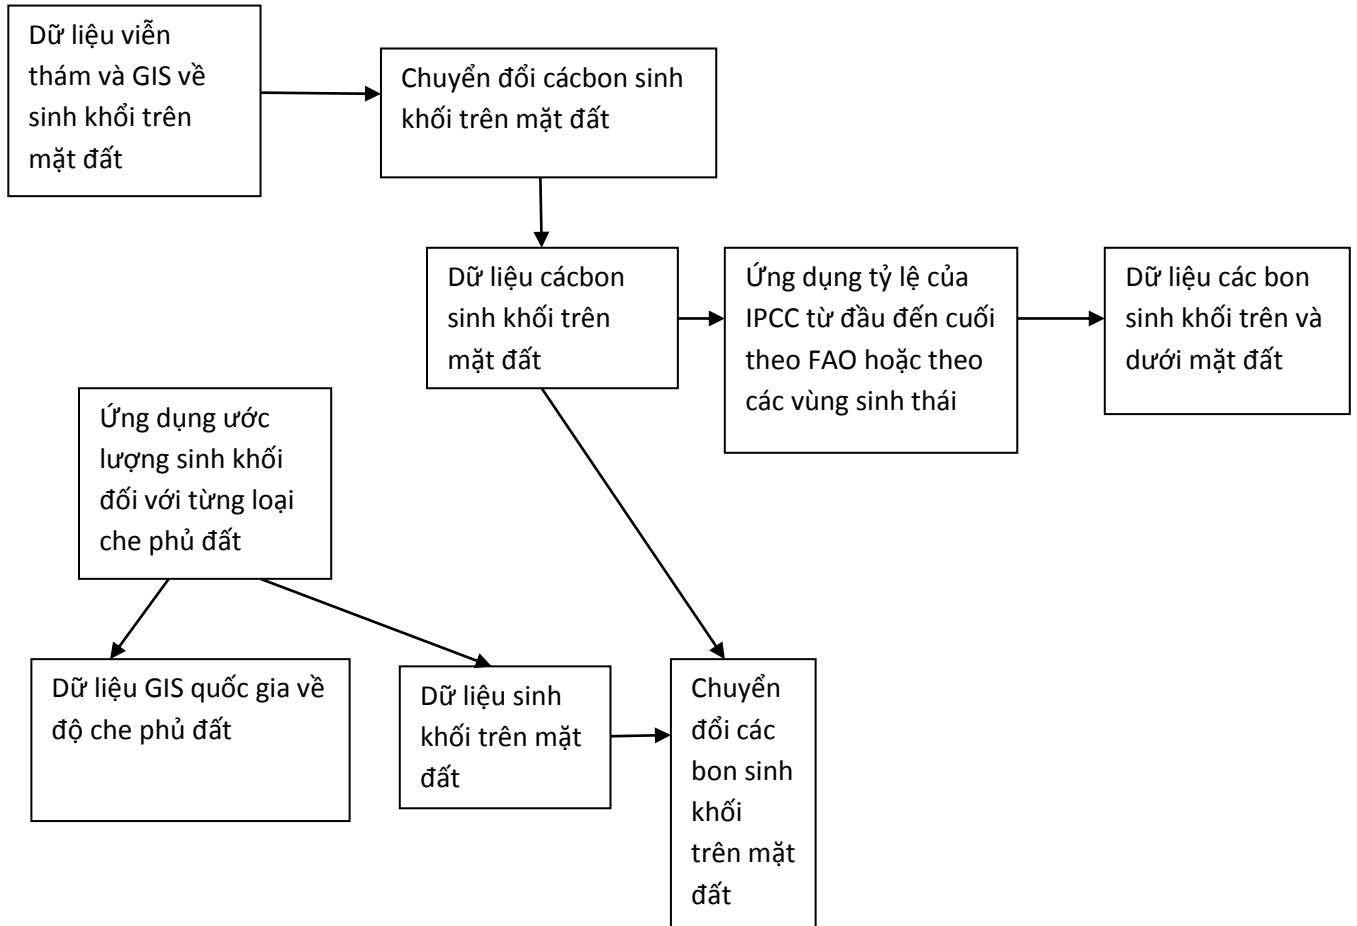 Dữ liệu viễn
thám và GIS về
sinh khổi trên
mặt đất
Chuyển đổi cácbon sinh
khối trên mặt đất
Dữ liệu cácbon
sinh khối trên
mặt đất
Ứng dụng tỷ lệ của
IPCC từ đầu đến cuối
theo FAO hoặc theo
các vùng sinh thái
Dữ liệu các bon
sinh khối trên và
dưới mặt đất
Ứng dụng ước
lượng sinh khối
đối với từng loại
che phủ đất
Dữ liệu GIS quốc gia về
độ che phủ đất
Dữ liệu sinh
khối trên mặt
đất
Chuyển
đổi các
bon sinh
khối
trên mặt
đất